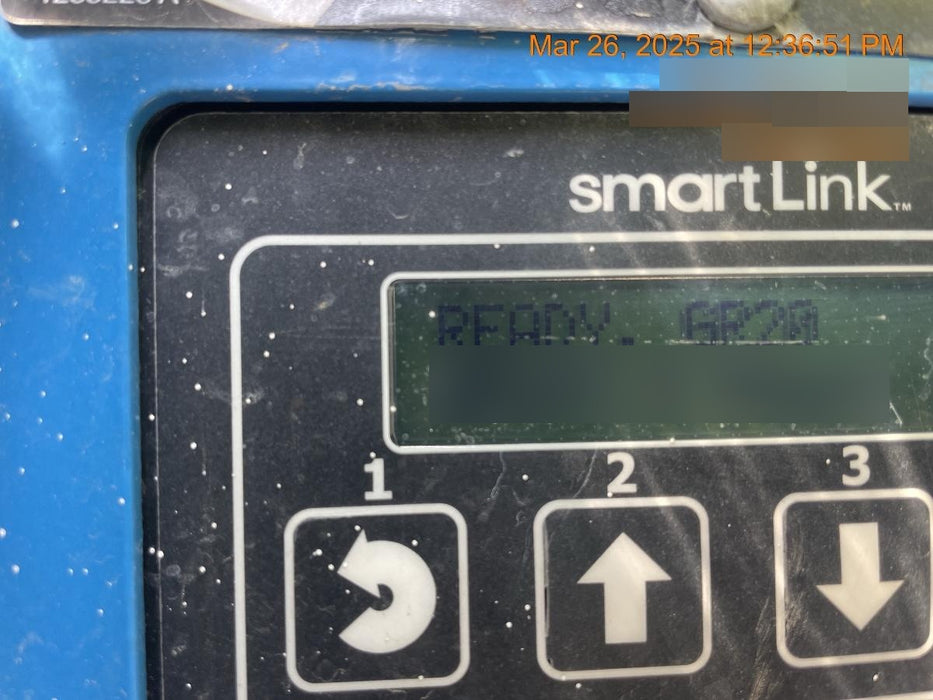 Mar 26, 2025 at 12:36:51 PM
smartLink™
READY. GR20
1 2 3